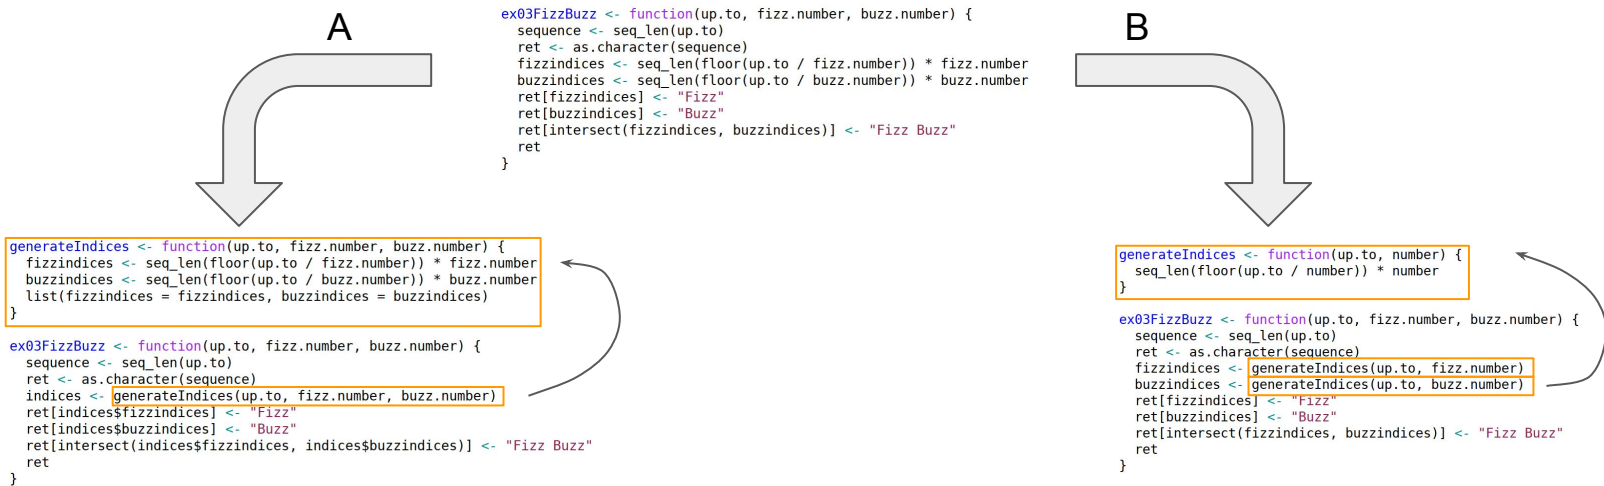 A
B
ex03FizzBuzz <- function(up.to, fizz.number, buzz.number) {
  sequence <- seq_len(up.to)
  ret <- as.character(sequence)
  fizzindices <- seq_len(floor(up.to / fizz.number)) * fizz.number
  buzzindices <- seq_len(floor(up.to / buzz.number)) * buzz.number
  ret[fizzindices] <- "Fizz"
  ret[buzzindices] <- "Buzz"
  ret[intersect(fizzindices, buzzindices)] <- "Fizz Buzz"
  ret
}
generateIndices <- function(up.to, fizz.number, buzz.number) {
  fizzindices <- seq_len(floor(up.to / fizz.number)) * fizz.number
  buzzindices <- seq_len(floor(up.to / buzz.number)) * buzz.number
  list(fizzindices = fizzindices, buzzindices = buzzindices)
}
ex03FizzBuzz <- function(up.to, fizz.number, buzz.number) {
  sequence <- seq_len(up.to)
  ret <- as.character(sequence)
  indices <- generateIndices(up.to, fizz.number, buzz.number)
  ret[indices$fizzindices] <- "Fizz"
  ret[indices$buzzindices] <- "Buzz"
  ret[intersect(indices$fizzindices, indices$buzzindices)] <- "Fizz Buzz"
  ret
}
generateIndices <- function(up.to, number) {
  seq_len(floor(up.to / number)) * number
}
ex03FizzBuzz <- function(up.to, fizz.number, buzz.number) {
  sequence <- seq_len(up.to)
  ret <- as.character(sequence)
  fizzindices <- generateIndices(up.to, fizz.number)
  buzzindices <- generateIndices(up.to, buzz.number)
  ret[fizzindices] <- "Fizz"
  ret[buzzindices] <- "Buzz"
  ret[intersect(fizzindices, buzzindices)] <- "Fizz Buzz"
  ret
}